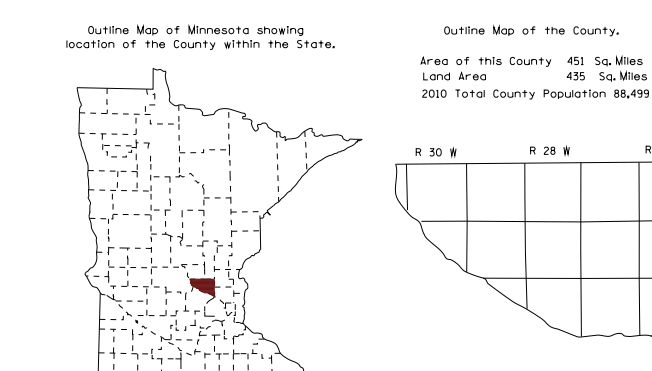 Outline Map of Minnesota showing
location of the County within the State.
Outline Map of the County.
Area of this County 451 Sq. Miles
Land Area 435 Sq. Miles
2010 Total County Population 88,499
R 30 W R 28 W R